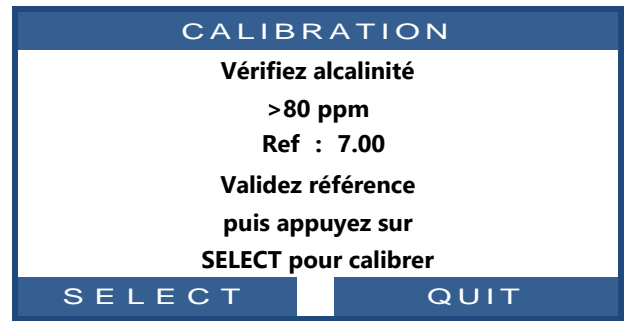 CALIBRATION
Vérifiez alcalinité
>80 ppm
Ref : 7.00
Validez référence
puis appuyez sur
SELECT pour calibrer
SELECT QUIT